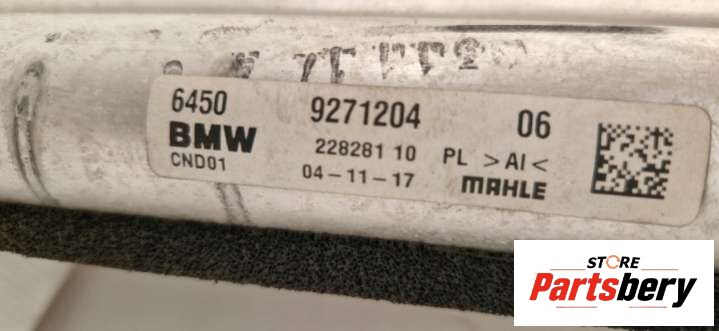 6450 9271204 06
BMW 228281 10 PL >Al<
CND01 04-11-17 MAHLE
STORE
Partsbery